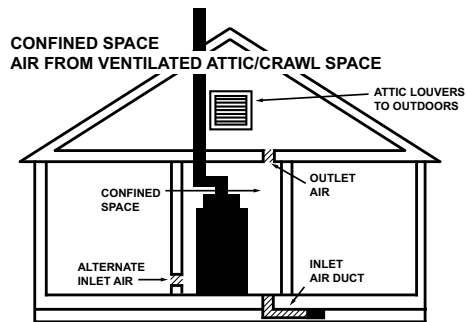 CONFINED SPACE
AIR FROM VENTILATED ATTIC/CRAWL SPACE
ATTIC LOUVERS
TO OUTDOORS
OUTLET
AIR
CONFINED
SPACE
ALTERNATE
INLET AIR
INLET
AIR DUCT